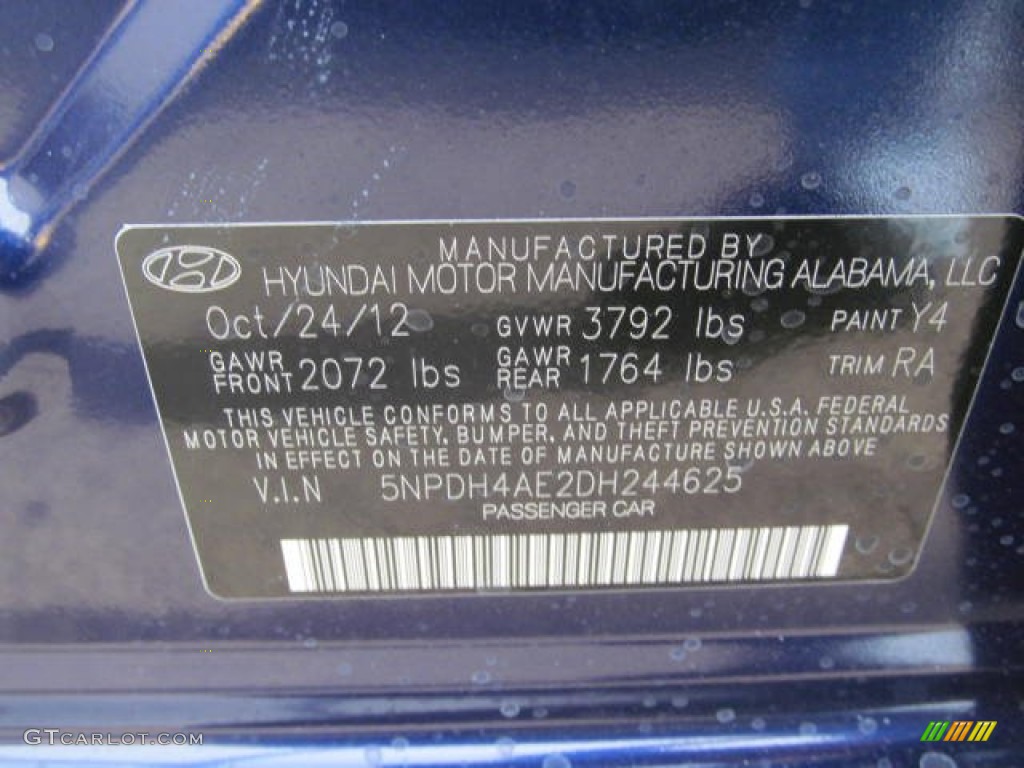 MANUFACTURED BY
HYUNDAI MOTOR MANUFACTURING ALABAMA, LLC
Oct/24/12 GVWR 3792 lbs PAINT Y4
GAWR FRONT 2072 lbs GAWR REAR 1764 lbs TRIM RA
THIS VEHICLE CONFORMS TO ALL APPLICABLE U.S.A. FEDERAL
MOTOR VEHICLE SAFETY, BUMPER, AND THEFT PREVENTION STANDARDS
IN EFFECT ON THE DATE OF MANUFACTURE SHOWN ABOVE
V.I.N 5NPDH4AE2DH244625
PASSENGER CAR
GTCARLOT.COM